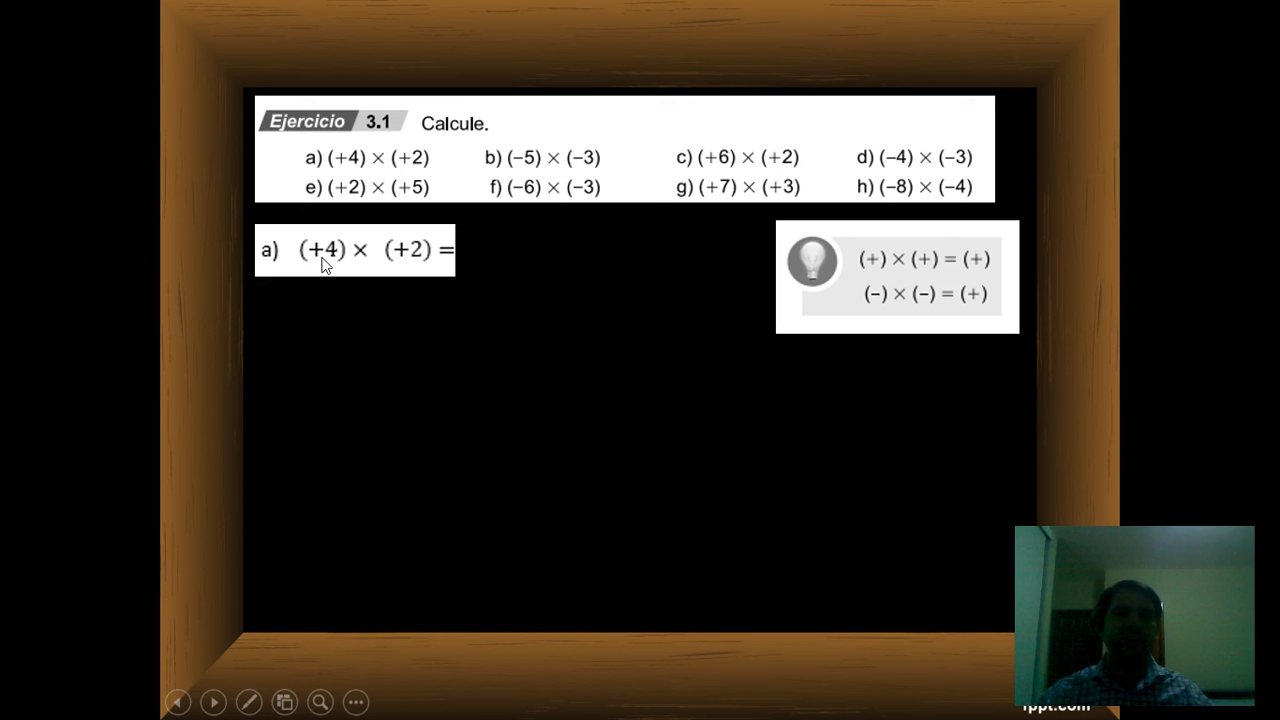 Ejercicio 3.1 Calcule.
a) (+4) × (+2) b) (−5) × (−3) c) (+6) × (+2) d) (−4) × (−3)
e) (+2) × (+5) f) (−6) × (−3) g) (+7) × (+3) h) (−8) × (−4)
a) (+4) × (+2) =
(+) × (+) = (+)
(−) × (−) = (+)
fppt.com